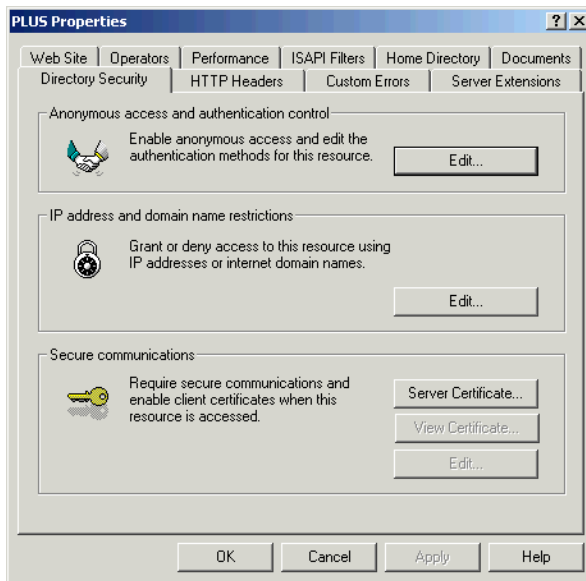 PLUS Properties
? ×
Web Site Operators Performance ISAPI Filters Home Directory Documents
Directory Security HTTP Headers Custom Errors Server Extensions
Anonymous access and authentication control
Enable anonymous access and edit the
authentication methods for this resource.
Edit...
IP address and domain name restrictions
Grant or deny access to this resource using
IP addresses or internet domain names.
Edit...
Secure communications
Require secure communications and
enable client certificates when this
resource is accessed.
Server Certificate...
View Certificate...
Edit...
OK Cancel Apply Help